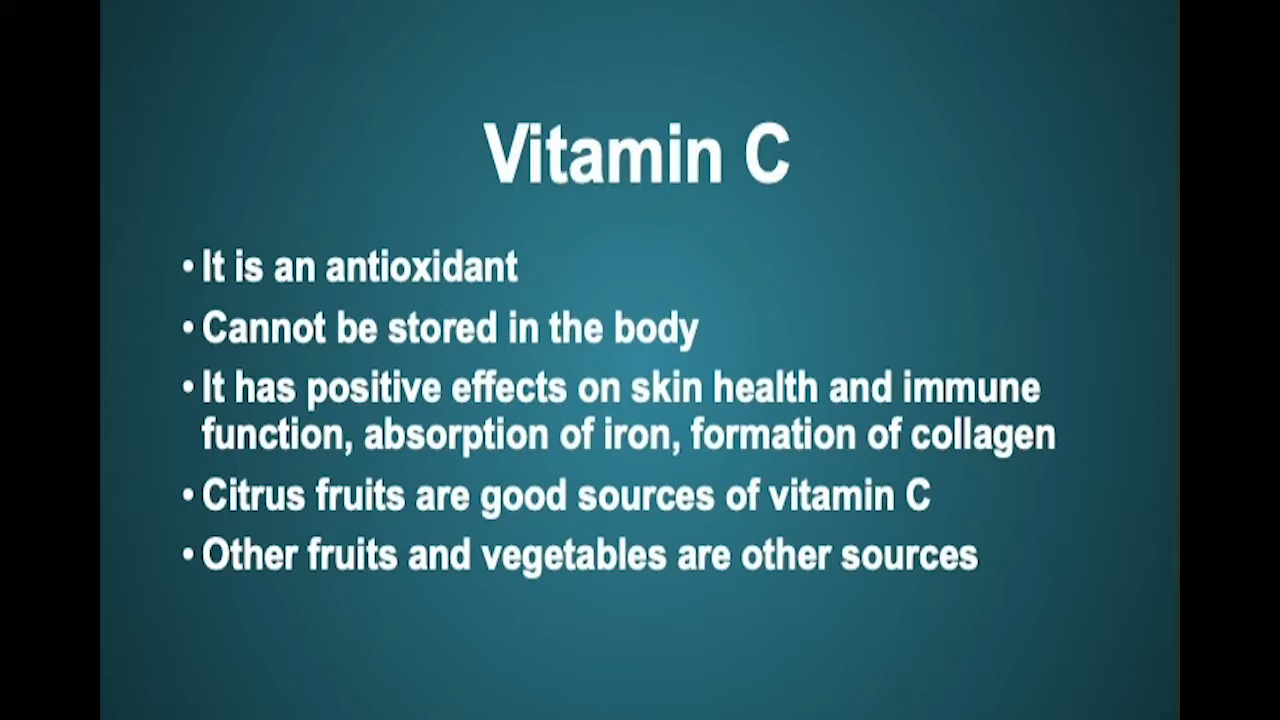 Vitamin C
• It is an antioxidant
• Cannot be stored in the body
• It has positive effects on skin health and immune
function, absorption of iron, formation of collagen
• Citrus fruits are good sources of vitamin C
• Other fruits and vegetables are other sources